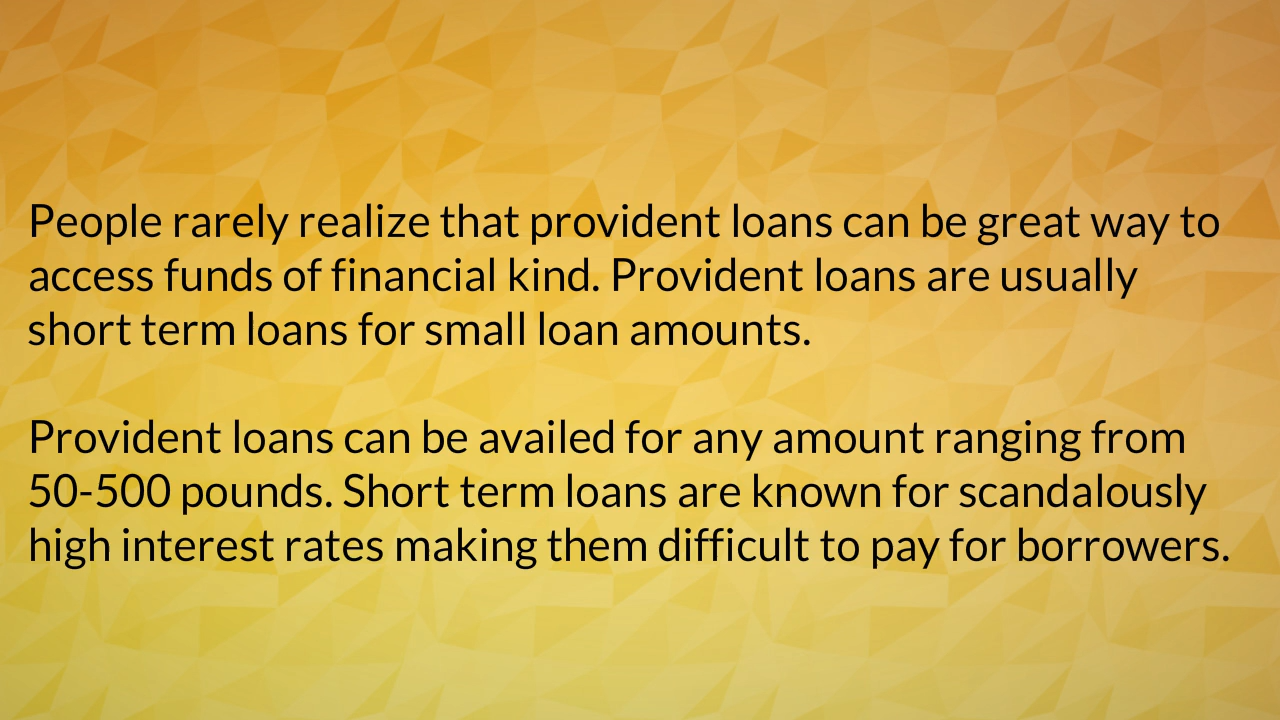 People rarely realize that provident loans can be great way to
access funds of financial kind. Provident loans are usually
short term loans for small loan amounts.
Provident loans can be availed for any amount ranging from
50-500 pounds. Short term loans are known for scandalously
high interest rates making them difficult to pay for borrowers.